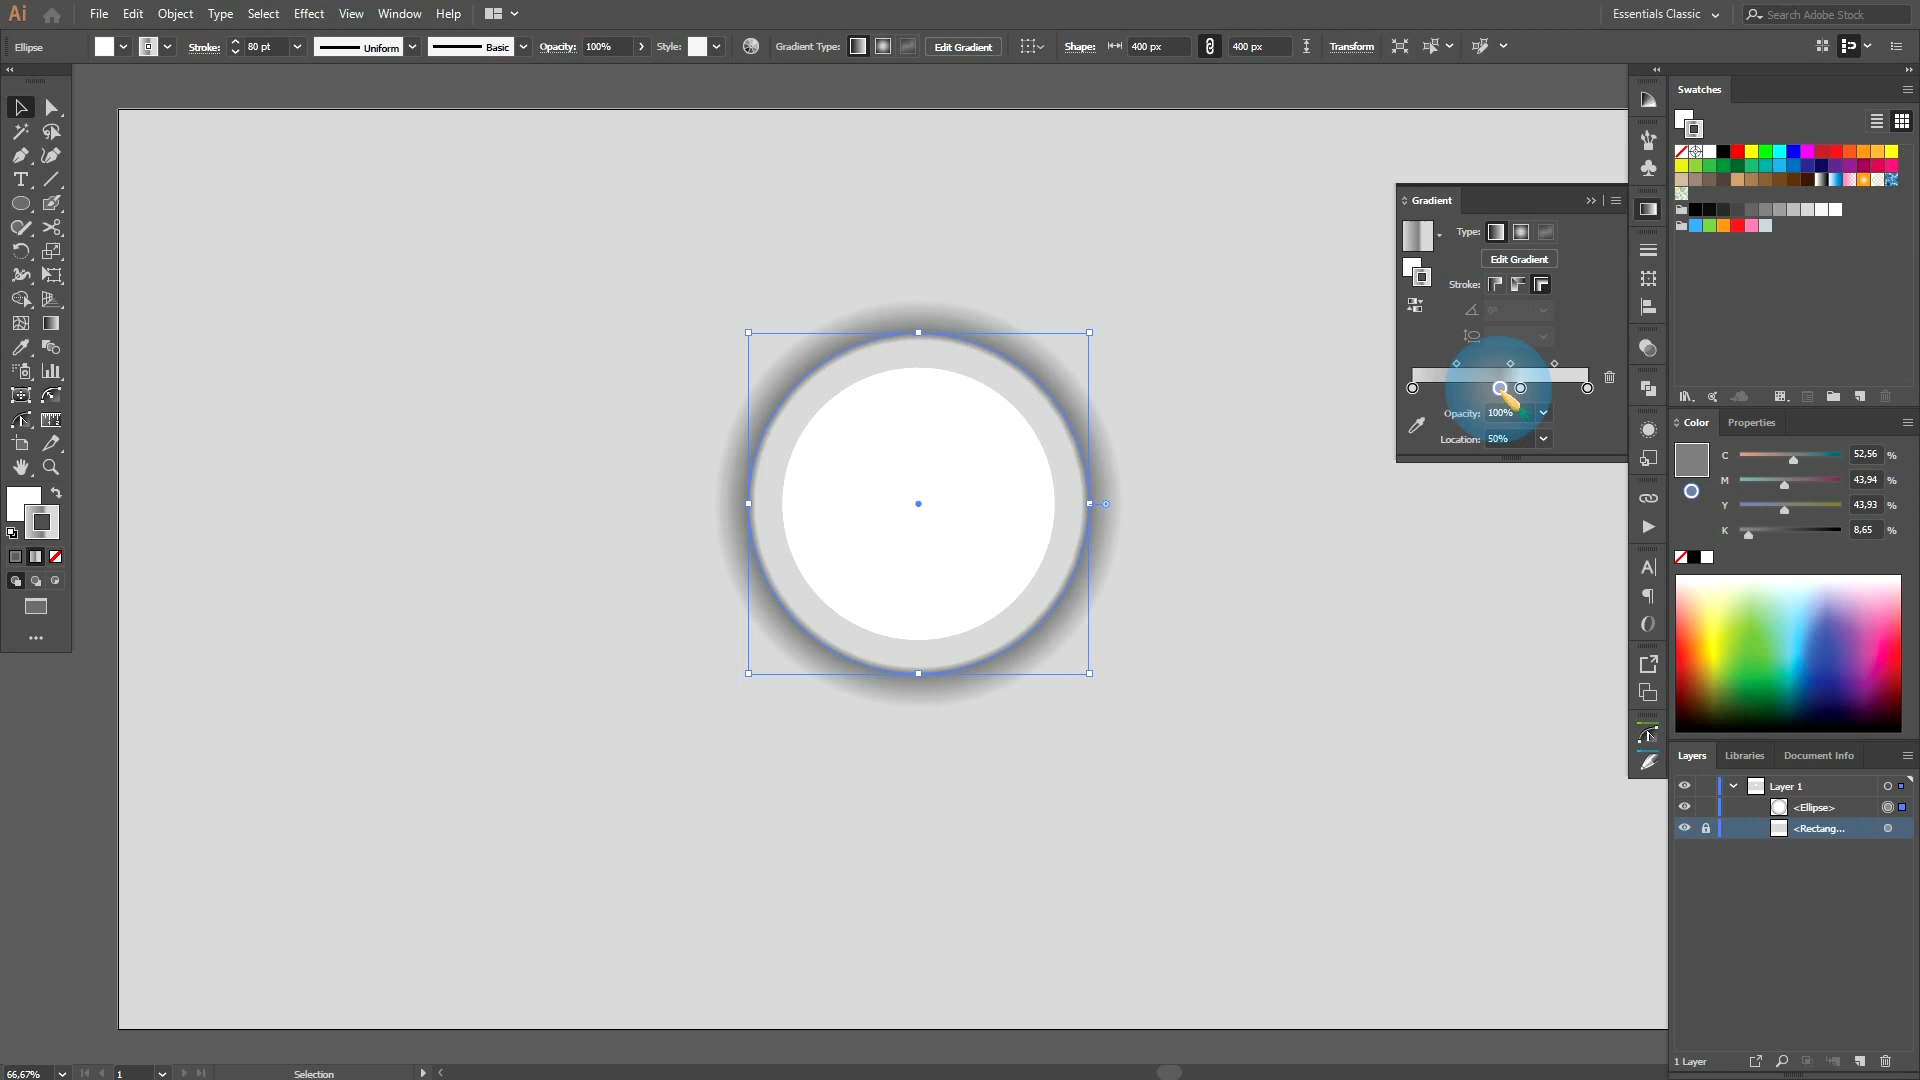 Ai File Edit Object Type Select Effect View Window Help Essentials Classic Search Adobe Stock
Ellipse Stroke: 80 pt Uniform Basic Opacity: 100% Style: Gradient Type: Edit Gradient Shape: 400 px 400 px Transform
Swatches
Gradient
Type:
Edit Gradient
Stroke:
0°
Opacity: 100%
Location: 50%
Color Properties
C 52,56 %
M 43,94 %
Y 43,93 %
K 8,65 %
Layers Libraries Document Info
Layer 1
<Ellipse>
<Rectang...
1 Layer
66,67% 1 Selection